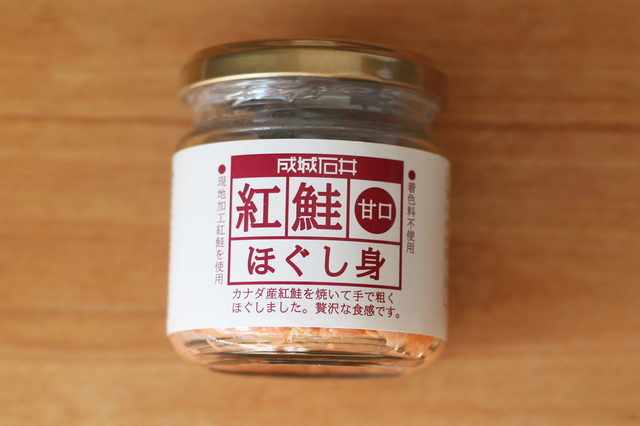 成城石井
紅鮭
甘口
ほぐし身
カナダ産紅鮭を焼いて手で粗く
ほぐしました。贅沢な食感です。
●着色料不使用
●現地加工紅鮭を使用